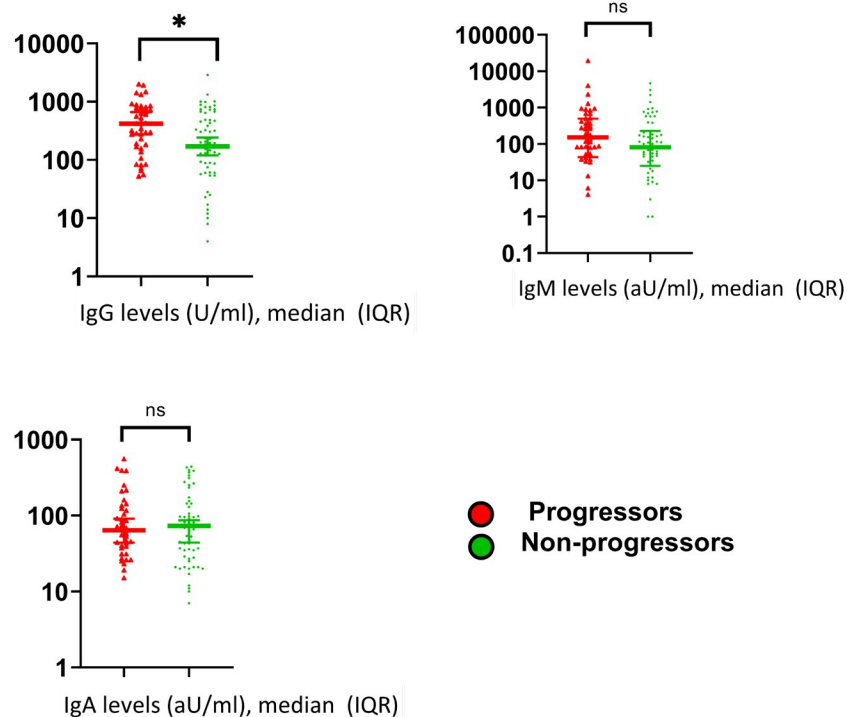 *
10000
1000
100
10
1
IgG levels (U/ml), median (IQR)
ns
100000
10000
1000
100
10
1
0.1
IgM levels (aU/ml), median (IQR)
ns
1000
100
10
1
IgA levels (aU/ml), median (IQR)
Progressors
Non-progressors